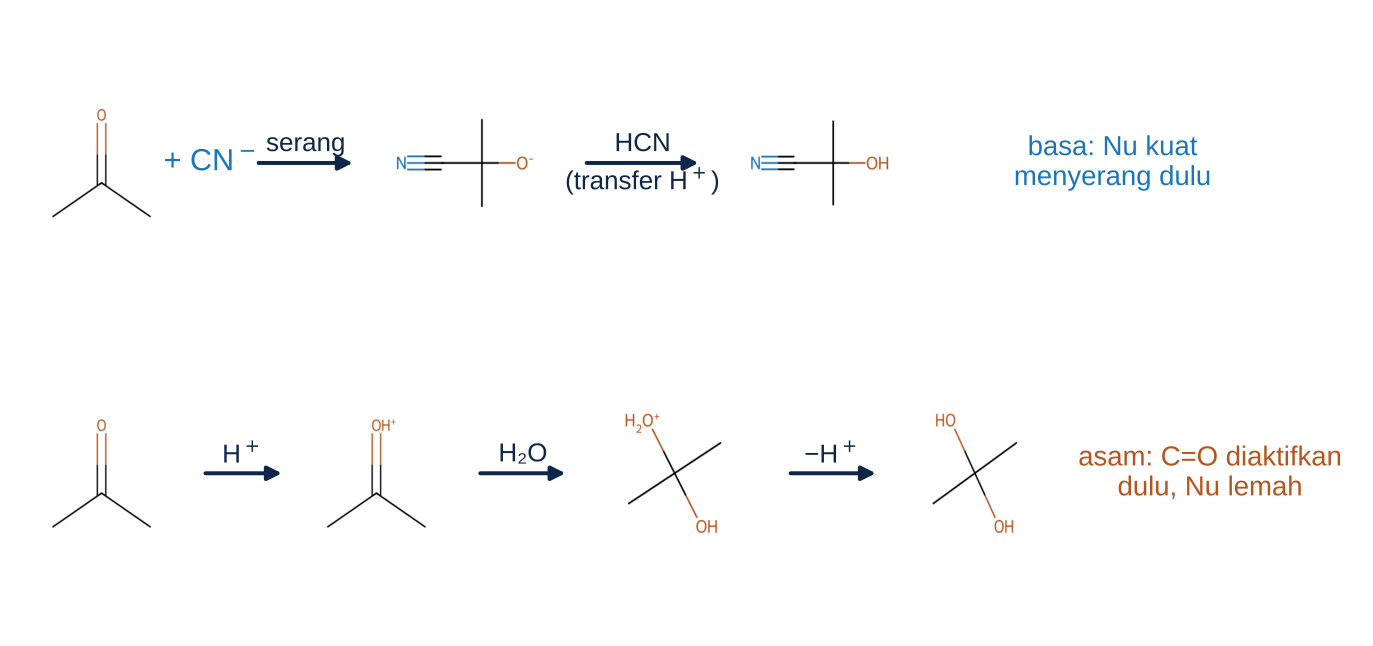 O
+ CN⁻
serang
N
O⁻
HCN
(transfer H⁺)
N
OH
basa: Nu kuat
menyerang dulu
O
H⁺
OH⁺
H₂O
H₂O⁺
OH
−H⁺
HO
OH
asam: C=O diaktifkan
dulu, Nu lemah